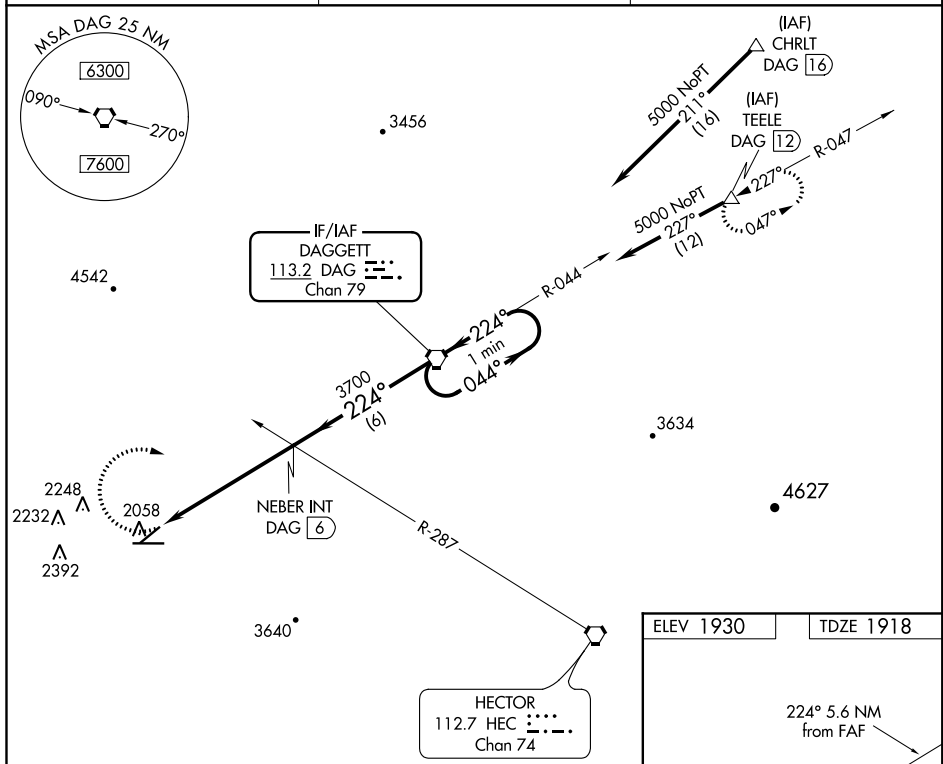 MSA DAG 25 NM
6300
090°
270°
7600
(IAF)
CHRLT
DAG 16
5000 NoPT
211°
(16)
(IAF)
TEELE
DAG 12
R-047
227°
047°
5000 NoPT
227°
(12)
3456
4542
IF/IAF
DAGGETT
113.2 DAG
Chan 79
R-044
224°
1 min
044°
3700
224°
(6)
3634
4627
NEBER INT
DAG 6
R-287
2248
2232
2058
2392
3640
HECTOR
112.7 HEC
Chan 74
ELEV 1930
TDZE 1918
224° 5.6 NM
from FAF